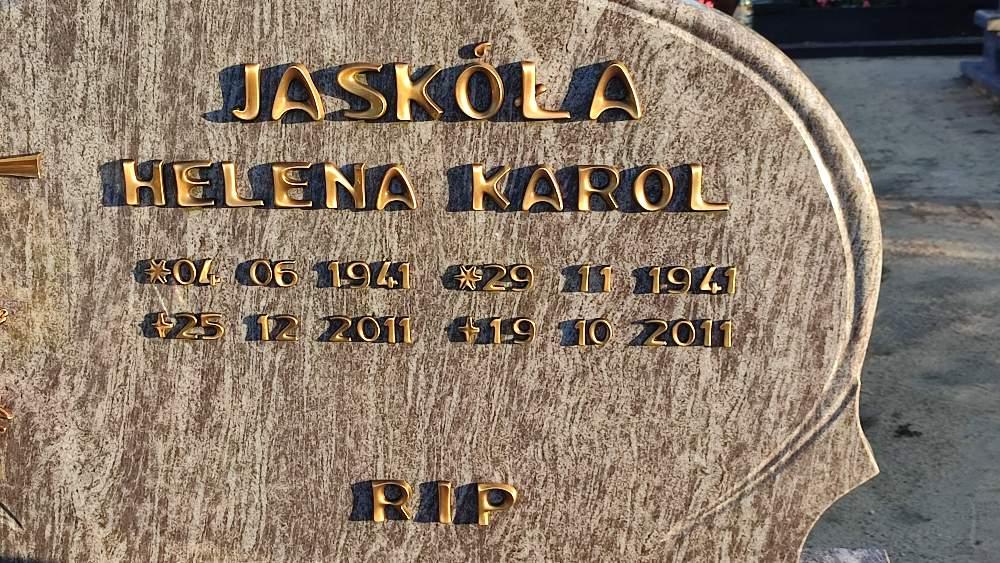 JASKÓŁA
HELENA KAROL
*04 06 1941 *29 11 1941
+25 12 2011 +19 10 2011
RIP